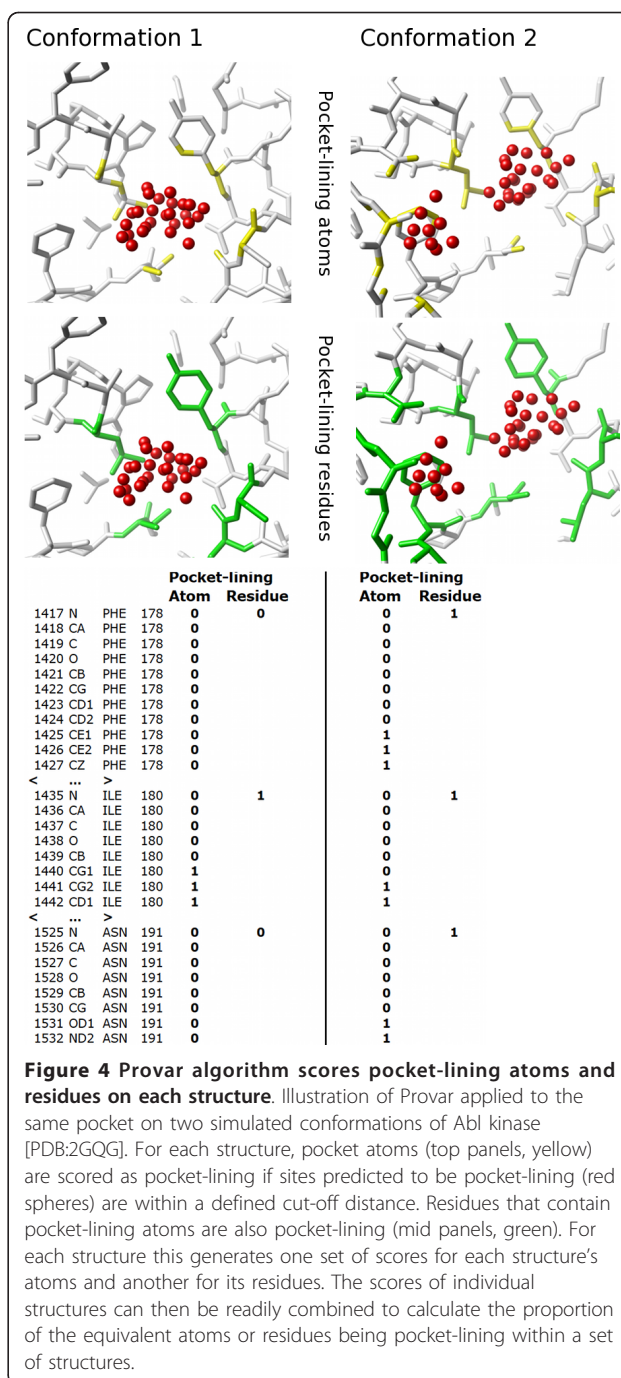 Conformation 1 Conformation 2
Pocket-lining atoms
Pocket-lining residues
Pocket-lining Pocket-lining
Atom Residue Atom Residue
1417 N PHE 178 0 0 0 1
1418 CA PHE 178 0 0
1419 C PHE 178 0 0
1420 O PHE 178 0 0
1421 CB PHE 178 0 0
1422 CG PHE 178 0 0
1423 CD1 PHE 178 0 0
1424 CD2 PHE 178 0 0
1425 CE1 PHE 178 0 1
1426 CE2 PHE 178 0 1
1427 CZ PHE 178 0 1
< ... >
1435 N ILE 180 0 1 0 1
1436 CA ILE 180 0 0
1437 C ILE 180 0 0
1438 O ILE 180 0 0
1439 CB ILE 180 0 0
1440 CG1 ILE 180 1 0
1441 CG2 ILE 180 1 1
1442 CD1 ILE 180 1 1
< ... >
1525 N ASN 191 0 0 0 1
1526 CA ASN 191 0 0
1527 C ASN 191 0 0
1528 O ASN 191 0 0
1529 CB ASN 191 0 0
1530 CG ASN 191 0 0
1531 OD1 ASN 191 0 1
1532 ND2 ASN 191 0 1
Figure 4 Provar algorithm scores pocket-lining atoms and
residues on each structure. Illustration of Provar applied to the
same pocket on two simulated conformations of Abl kinase
[PDB:2GQG]. For each structure, pocket atoms (top panels, yellow)
are scored as pocket-lining if sites predicted to be pocket-lining (red
spheres) are within a defined cut-off distance. Residues that contain
pocket-lining atoms are also pocket-lining (mid panels, green). For
each structure this generates one set of scores for each structure's
atoms and another for its residues. The scores of individual
structures can then be readily combined to calculate the proportion
of the equivalent atoms or residues being pocket-lining within a set
of structures.